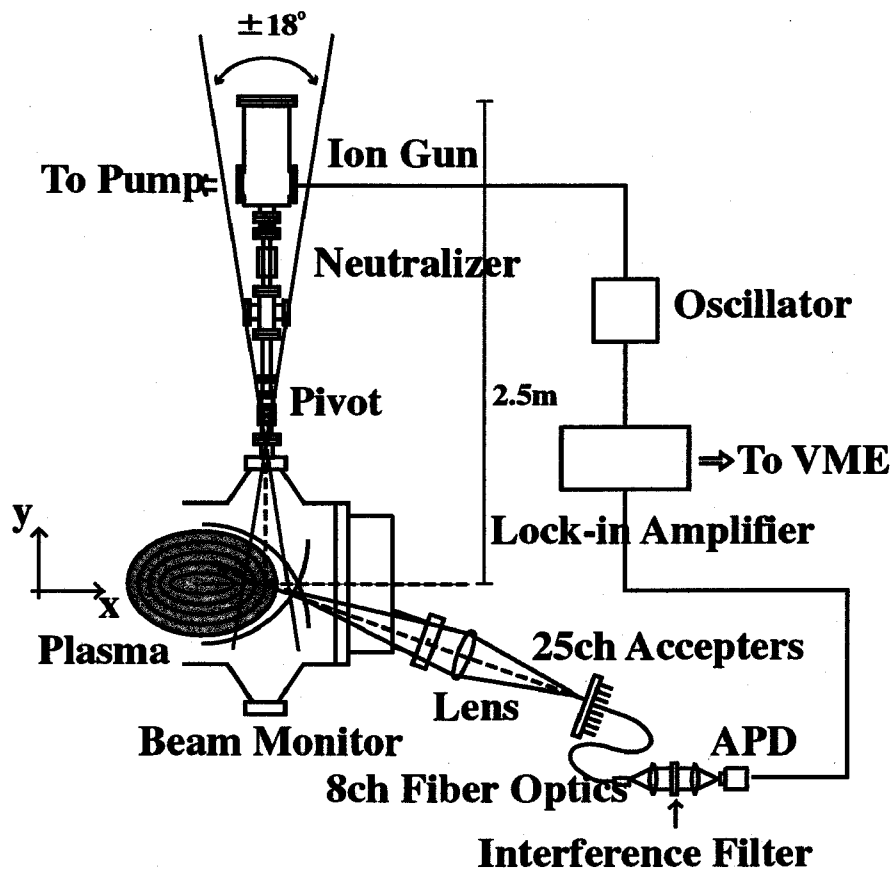 ±18°
Ion Gun
To Pump
Neutralizer
Oscillator
2.5m
Pivot
To VME
Lock-in Amplifier
y
x
Plasma
25ch Accepters
Lens
Beam Monitor
APD
8ch Fiber Optics
Interference Filter